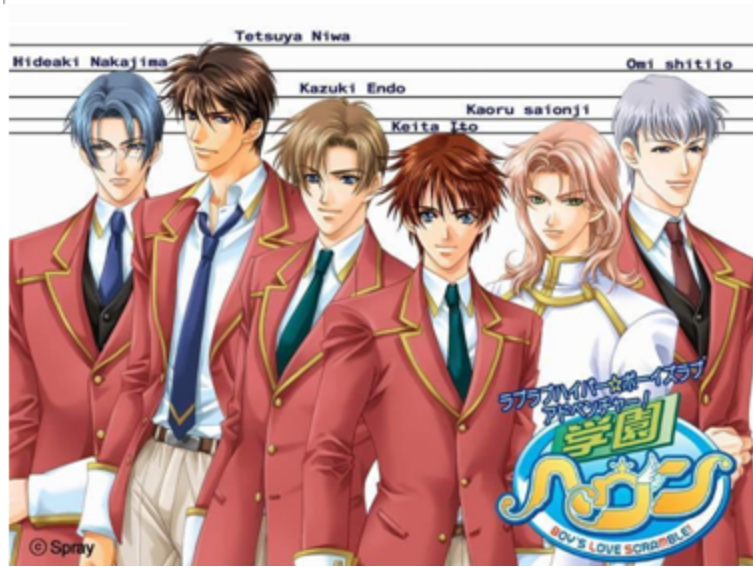 Tetsuya Niwa
Hideaki Nakajima
Omi shitijo
Kazuki Endo
Kaoru saionji
Keita Ito
ラブラブハイパー☆ボーイズラブ
アドベンチャー!
学園
ヘヴン
BOY'S LOVE SCRAMBLE!
© Spray